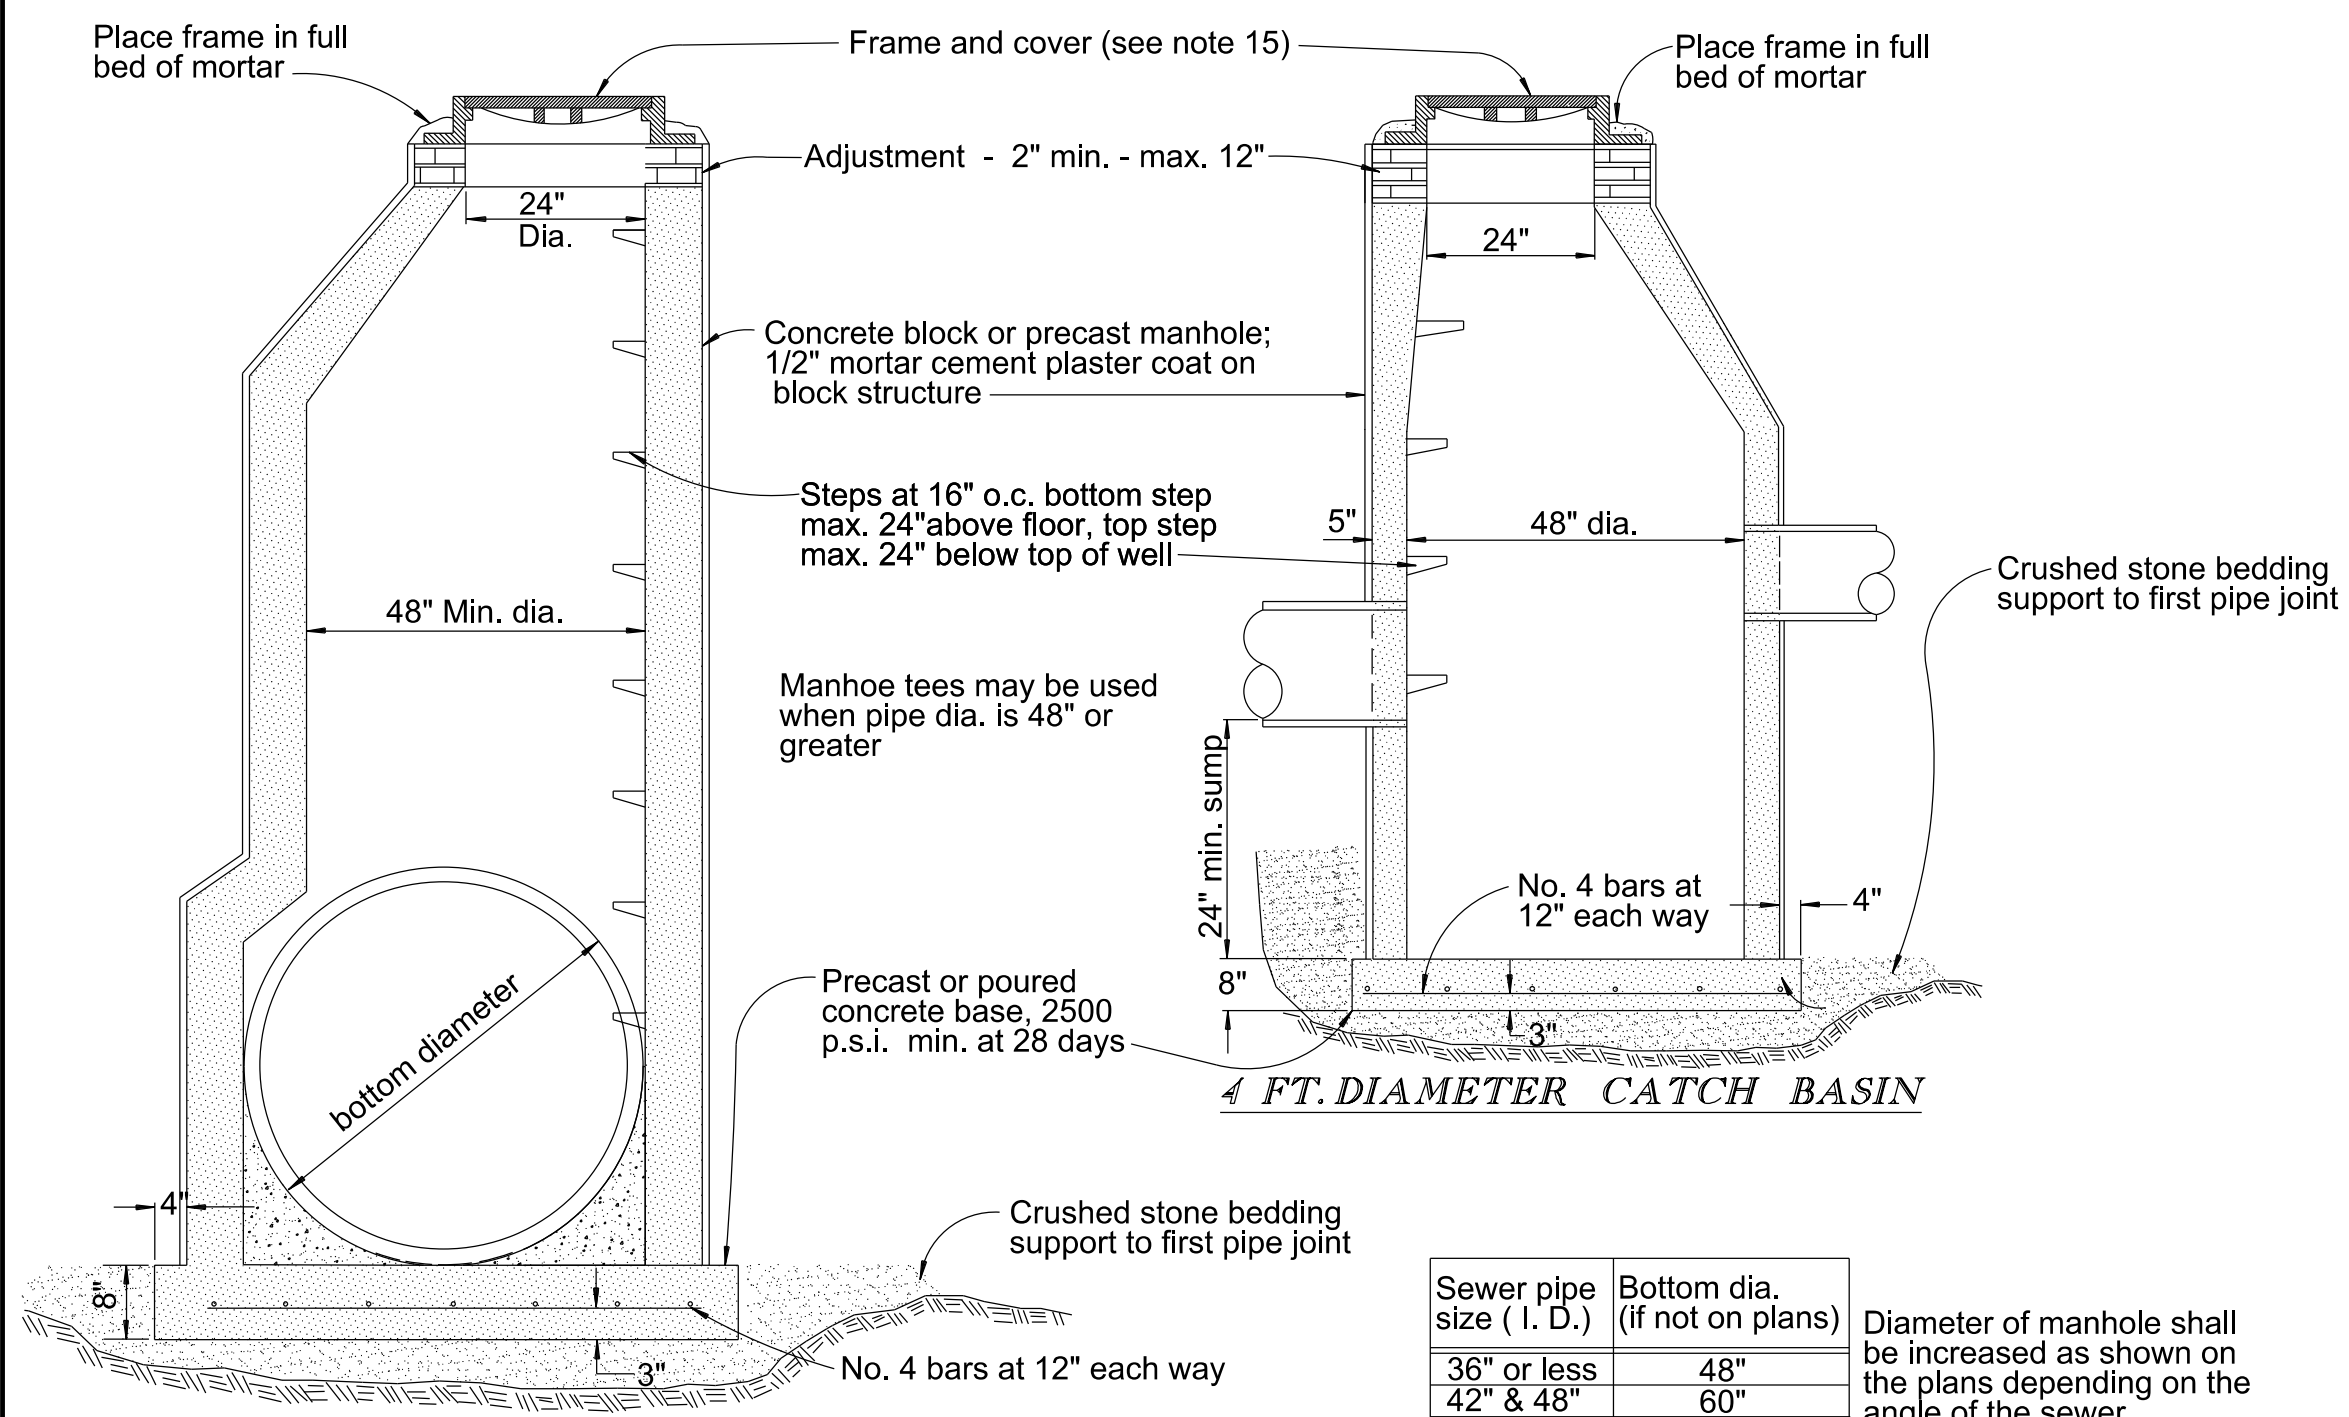 Place frame in full
bed of mortar
Frame and cover (see note 15)
Place frame in full
bed of mortar
Adjustment - 2" min. - max. 12"
24"
Dia.
24"
Concrete block or precast manhole;
1/2" mortar cement plaster coat on
block structure
Steps at 16" o.c. bottom step
max. 24"above floor, top step
max. 24" below top of well
5"
48" dia.
Crushed stone bedding
support to first pipe joint
48" Min. dia.
Manhoe tees may be used
when pipe dia. is 48" or
greater
24" min. sump
No. 4 bars at
12" each way
4"
8"
3"
bottom diameter
Precast or poured
concrete base, 2500
p.s.i. min. at 28 days
4 FT. DIAMETER CATCH BASIN
4"
8"
Crushed stone bedding
support to first pipe joint
3"
No. 4 bars at 12" each way
Sewer pipe
size ( I. D.)
Bottom dia.
(if not on plans)
36" or less
48"
42" & 48"
60"
Diameter of manhole shall
be increased as shown on
the plans depending on the
angle of the sewer